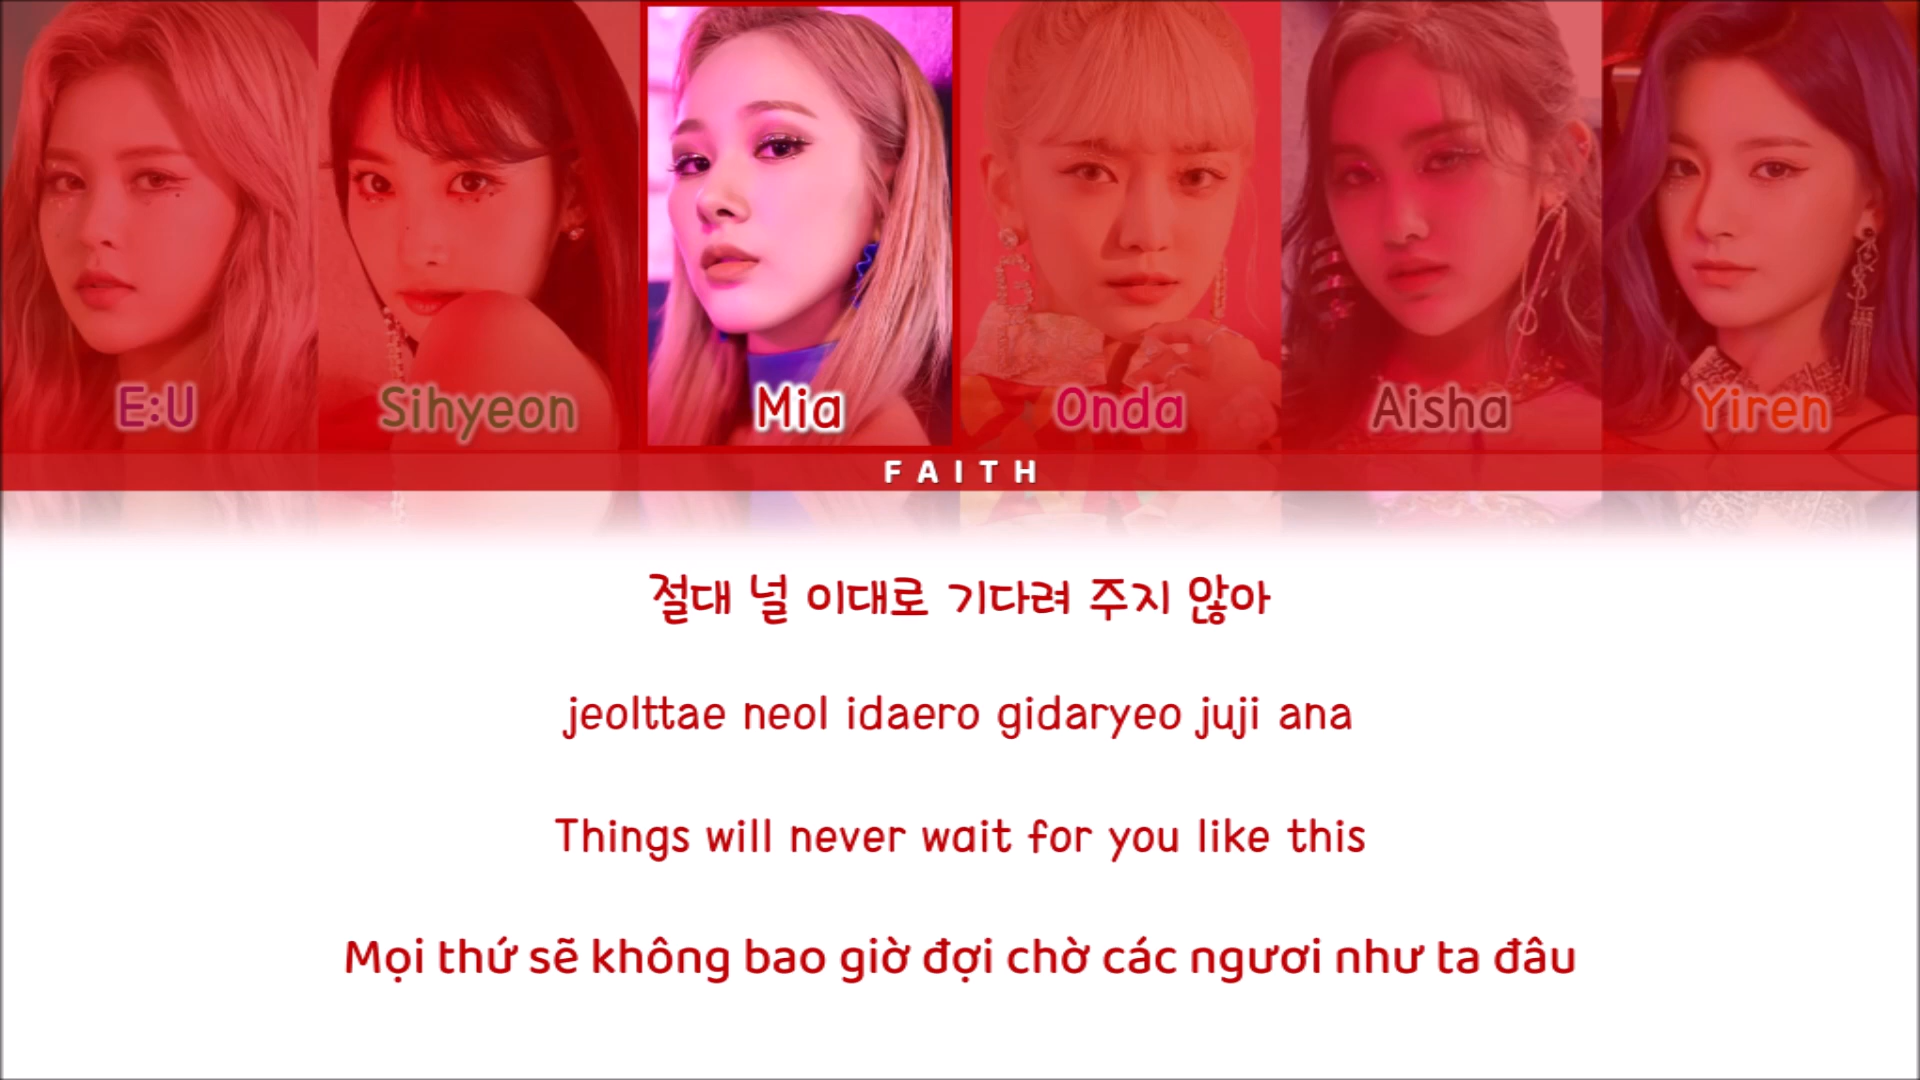 E:U
Sihyeon
Mia
Onda
Aisha
Yiren
FAITH
절대 널 이대로 기다려 주지 않아
jeolttae neol idaero gidaryeo juji ana
Things will never wait for you like this
Mọi thứ sẽ không bao giờ đợi chờ các ngươi như ta đâu